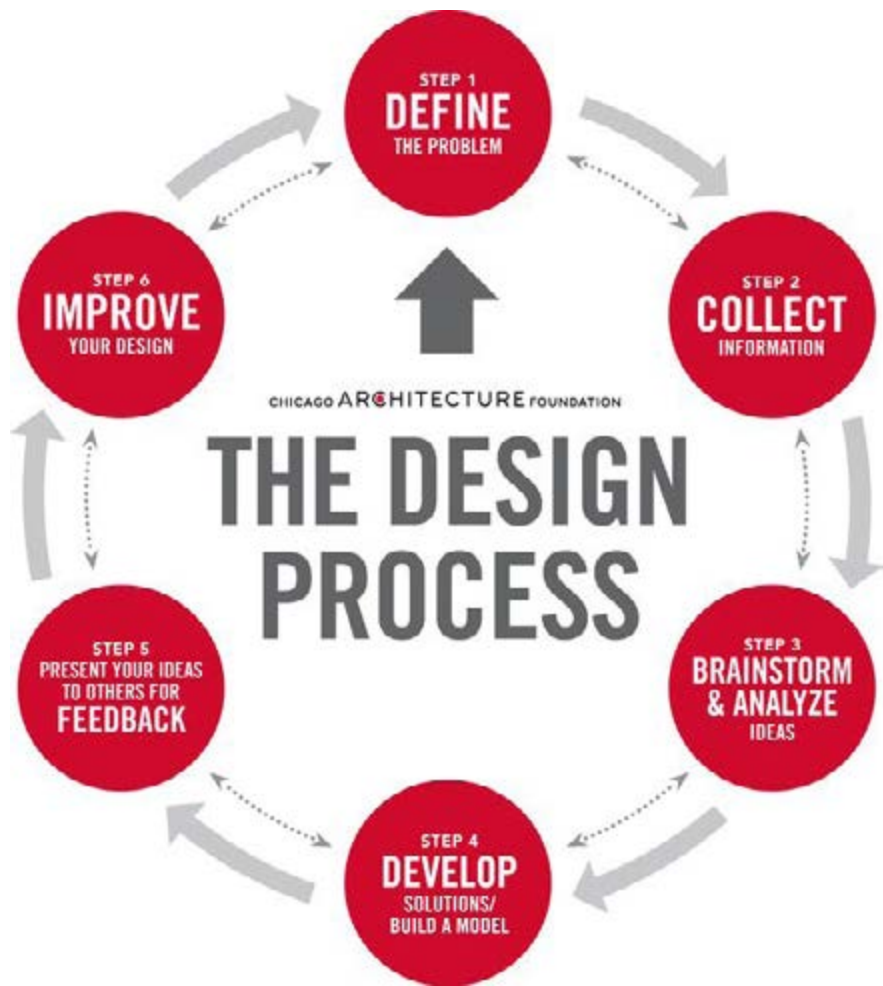 STEP 1
DEFINE
THE PROBLEM
STEP 2
COLLECT
INFORMATION
STEP 3
BRAINSTORM
& ANALYZE
IDEAS
STEP 4
DEVELOP
SOLUTIONS/
BUILD A MODEL
STEP 5
PRESENT YOUR IDEAS
TO OTHERS FOR
FEEDBACK
STEP 6
IMPROVE
YOUR DESIGN
CHICAGO ARCHITECTURE FOUNDATION
THE DESIGN
PROCESS